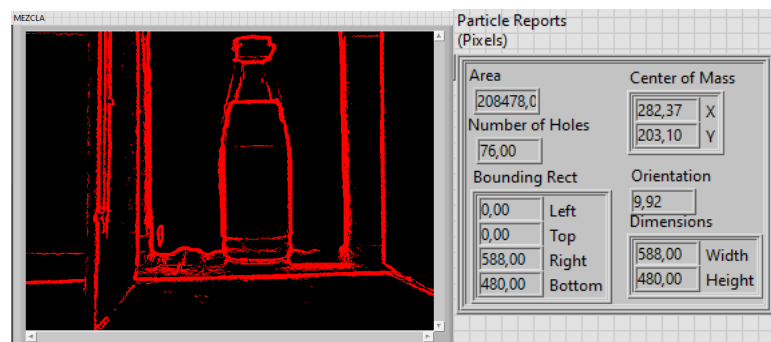 MEZCLA
Particle Reports
(Pixels)
Area
208478,0
Number of Holes
76,00
Bounding Rect
0,00 Left
0,00 Top
588,00 Right
480,00 Bottom
Center of Mass
282,37 X
203,10 Y
Orientation
9,92
Dimensions
588,00 Width
480,00 Height